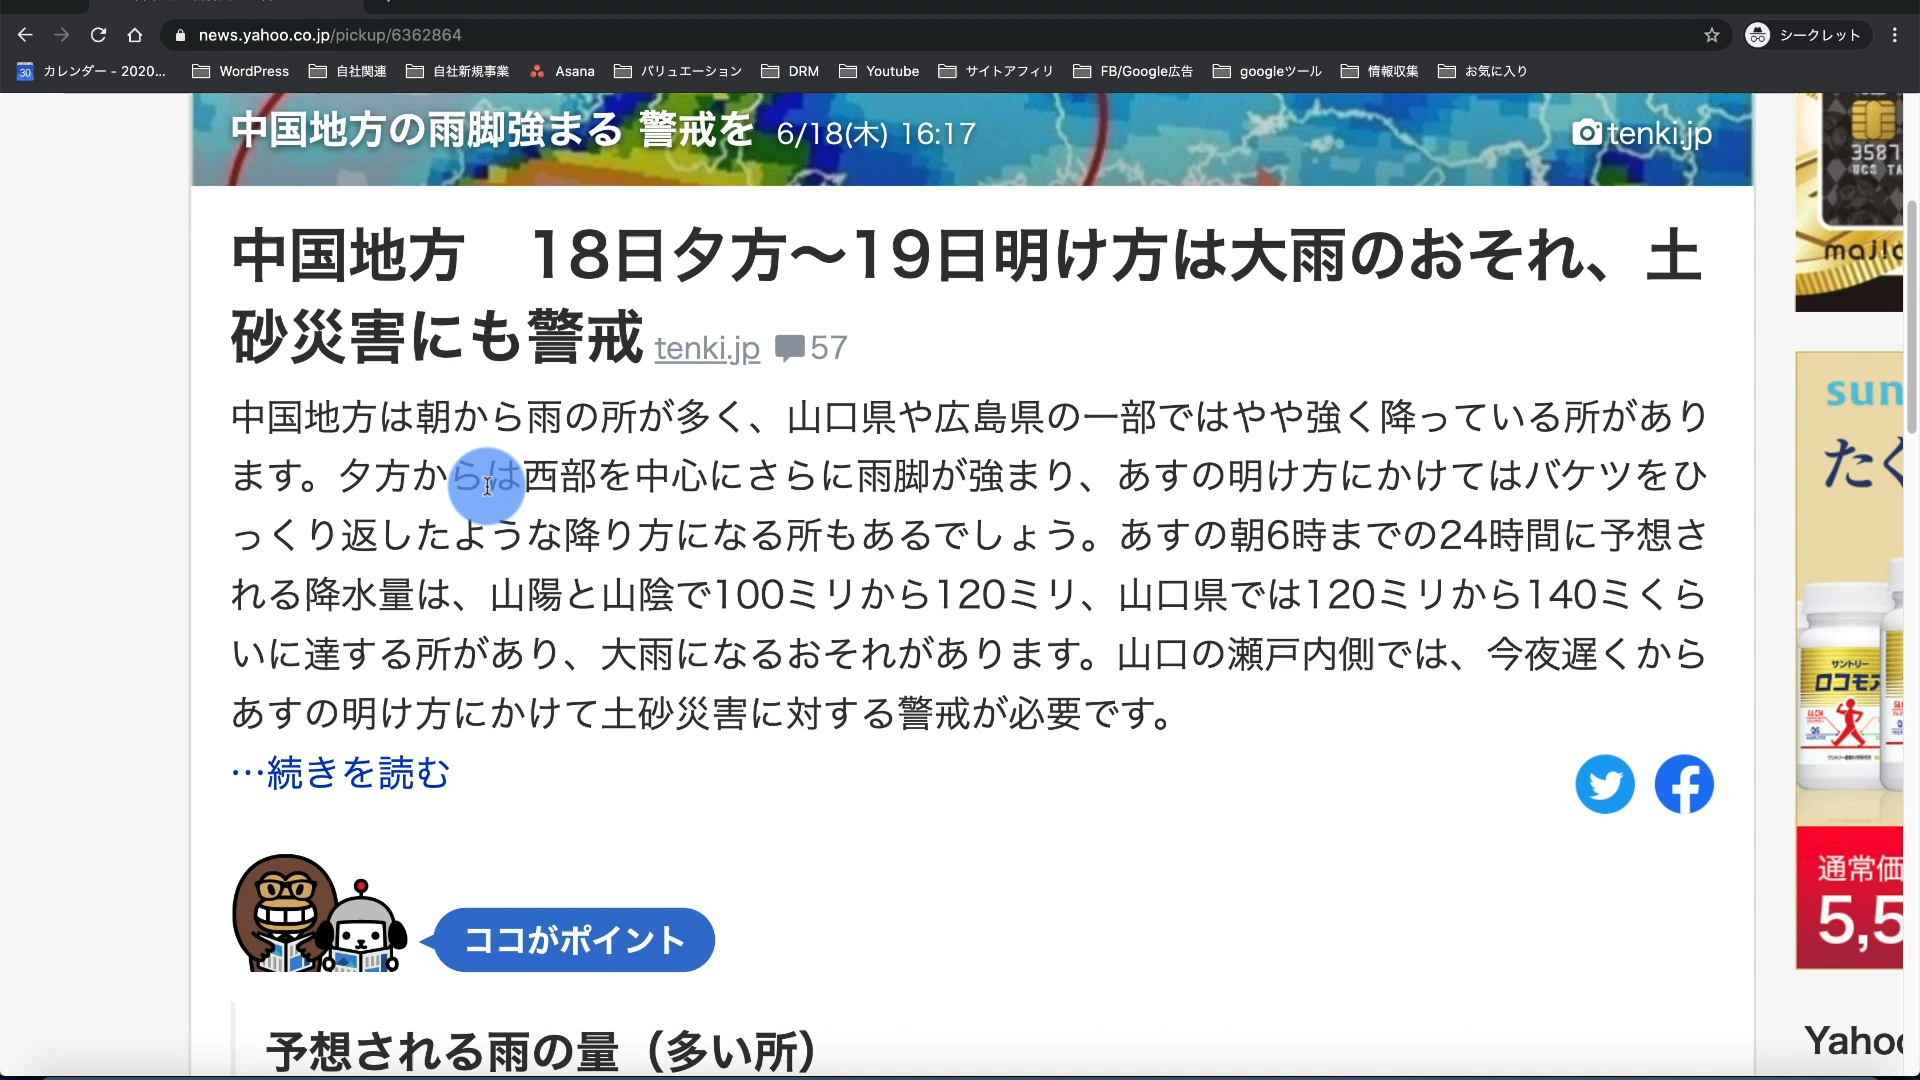 news.yahoo.co.jp/pickup/6362864
シークレット
30 カレンダー - 2020... WordPress 自社関連 自社新規事業 Asana バリュエーション DRM Youtube サイトアフィリ FB/Google広告 googleツール 情報収集 お気に入り
中国地方の雨脚強まる 警戒を 6/18(木) 16:17
tenki.jp
中国地方　18日夕方〜19日明け方は大雨のおそれ、土
砂災害にも警戒 tenki.jp 57
中国地方は朝から雨の所が多く、山口県や広島県の一部ではやや強く降っている所があり
ます。夕方からは西部を中心にさらに雨脚が強まり、あすの明け方にかけてはバケツをひ
っくり返したような降り方になる所もあるでしょう。あすの朝6時までの24時間に予想さ
れる降水量は、山陽と山陰で100ミリから120ミリ、山口県では120ミリから140ミくら
いに達する所があり、大雨になるおそれがあります。山口の瀬戸内側では、今夜遅くから
あすの明け方にかけて土砂災害に対する警戒が必要です。
…続きを読む
ココがポイント
予想される雨の量（多い所）
3587
majic
sun
たく
サントリー
ロコモア
通常価
5,5
Yahoo